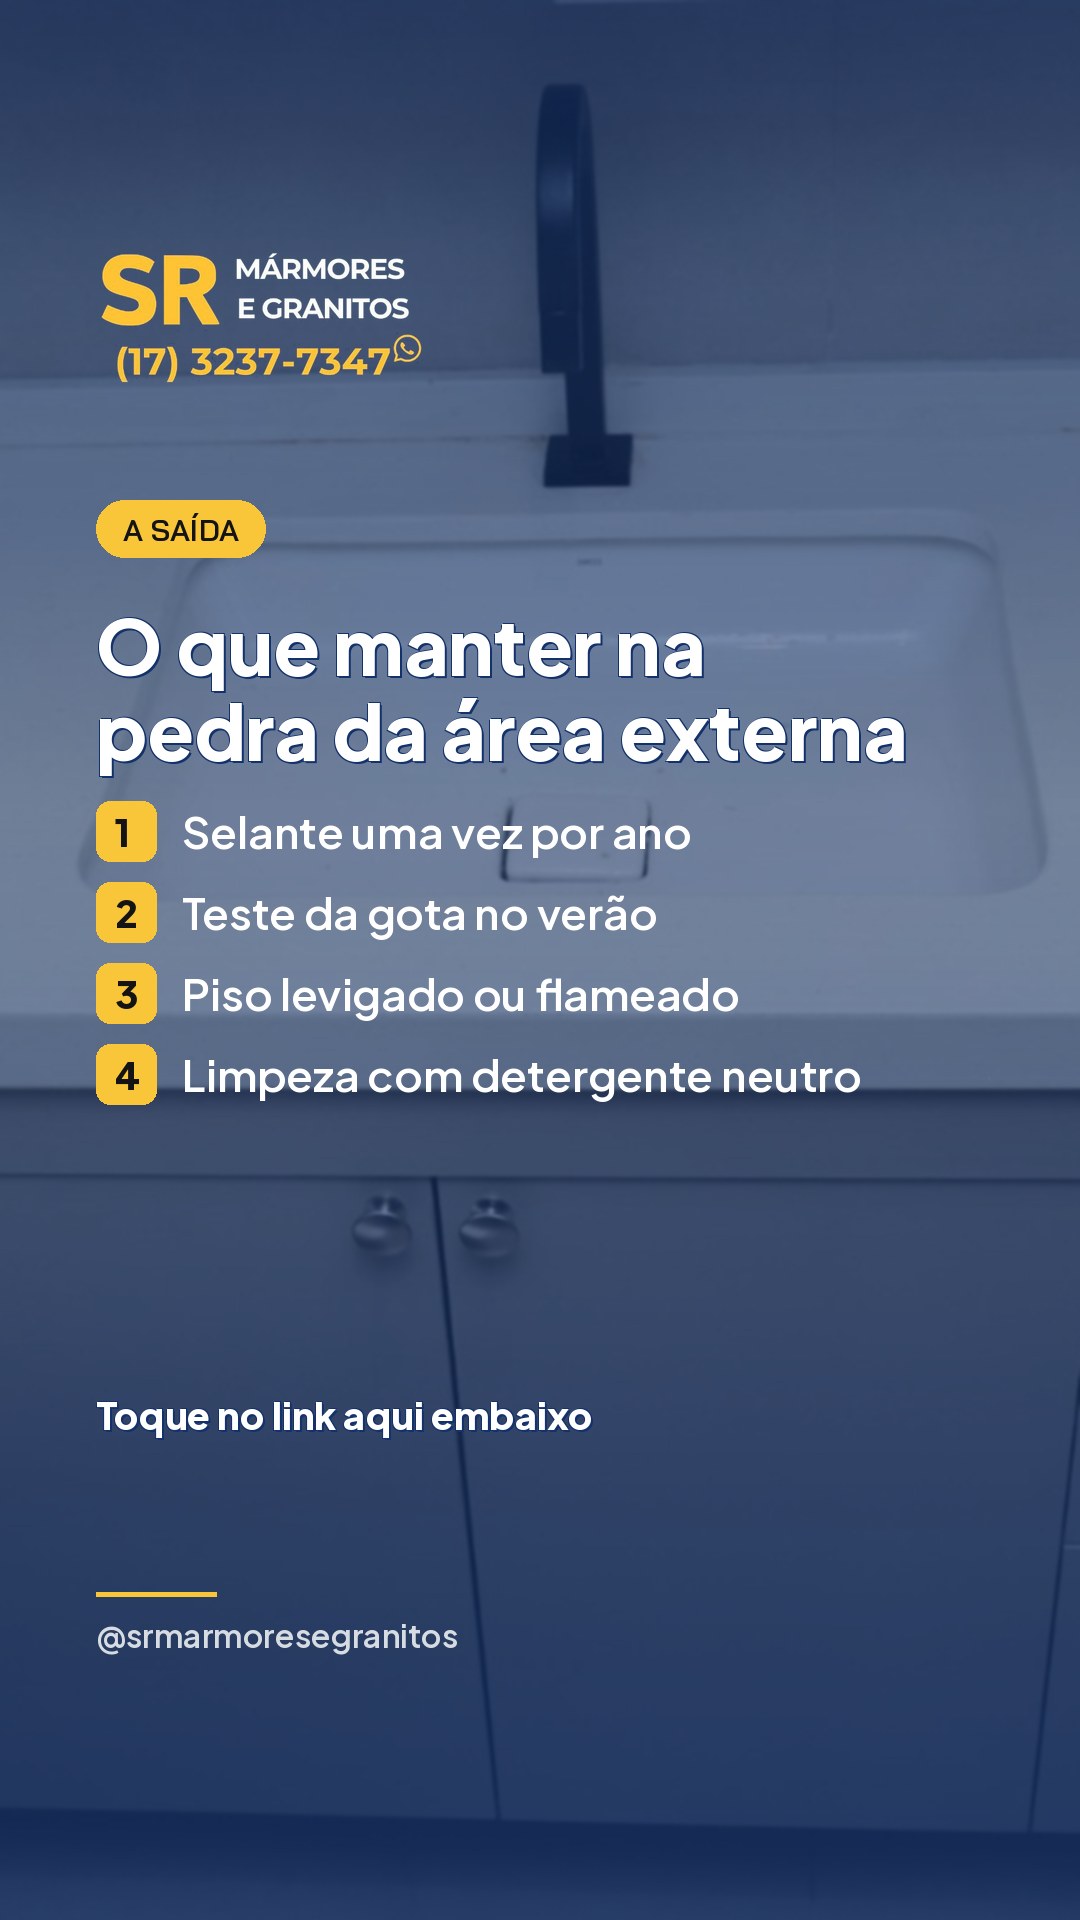 SR MÁRMORES
E GRANITOS
(17) 3237-7347
A SAÍDA
O que manter na
pedra da área externa
1 Selante uma vez por ano
2 Teste da gota no verão
3 Piso levigado ou flameado
4 Limpeza com detergente neutro
Toque no link aqui embaixo
@srmarmoresegranitos